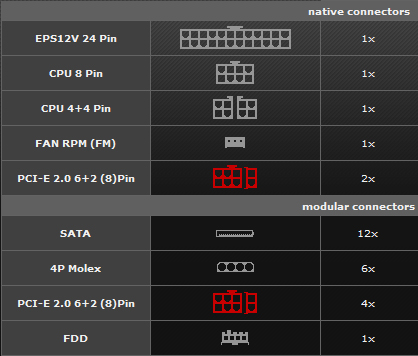 native connectors
EPS12V 24 Pin 1x
CPU 8 Pin 1x
CPU 4+4 Pin 1x
FAN RPM (FM) 1x
PCI-E 2.0 6+2 (8)Pin 2x
modular connectors
SATA 12x
4P Molex 6x
PCI-E 2.0 6+2 (8)Pin 4x
FDD 1x